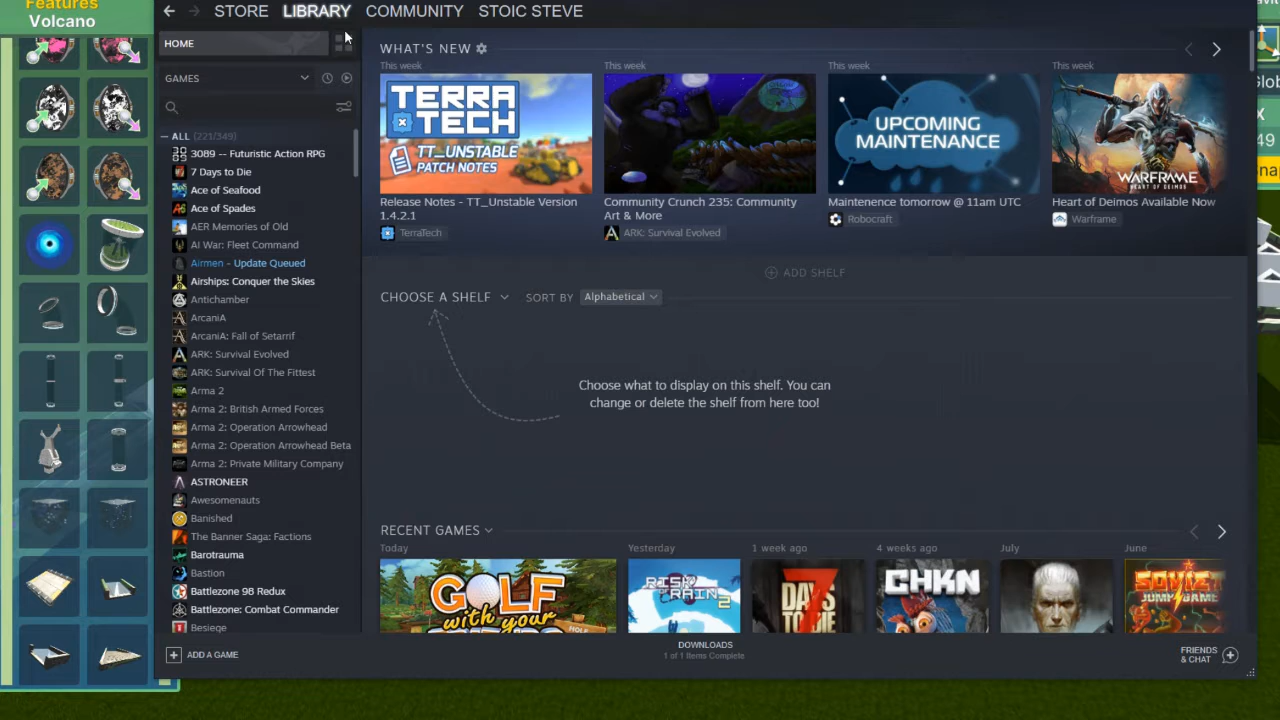 Features
Volcano
STORE
LIBRARY
COMMUNITY
STOIC STEVE
HOME
GAMES
ALL (221/349)
3089 -- Futuristic Action RPG
7 Days to Die
Ace of Seafood
Ace of Spades
AER Memories of Old
AI War: Fleet Command
Airmen - Update Queued
Airships: Conquer the Skies
Antichamber
ArcaniA
ArcaniA: Fall of Setarrif
ARK: Survival Evolved
ARK: Survival Of The Fittest
Arma 2
Arma 2: British Armed Forces
Arma 2: Operation Arrowhead
Arma 2: Operation Arrowhead Beta
Arma 2: Private Military Company
ASTRONEER
Awesomenauts
Banished
The Banner Saga: Factions
Barotrauma
Bastion
Battlezone 98 Redux
Battlezone: Combat Commander
Besiege
ADD A GAME
WHAT'S NEW
This week
TERRA
TECH
TT_UNSTABLE
PATCH NOTES
Release Notes - TT_Unstable Version
1.4.2.1
TerraTech
This week
Community Crunch 235: Community
Art & More
ARK: Survival Evolved
This week
UPCOMING
MAINTENANCE
Maintenence tomorrow @ 11am UTC
Robocraft
This week
WARFRAME
HEART OF DEIMOS
Heart of Deimos Available Now
Warframe
ADD SHELF
CHOOSE A SHELF
SORT BY
Alphabetical
Choose what to display on this shelf. You can
change or delete the shelf from here too!
RECENT GAMES
Today
GOLF
with your
Yesterday
RISK
RAIN 2
1 week ago
7
DAYS
TO DIE
4 weeks ago
CHKN
July
June
SOVIET
JUMP GAME
DOWNLOADS
1 of 1 Items Complete
FRIENDS
& CHAT
X
49